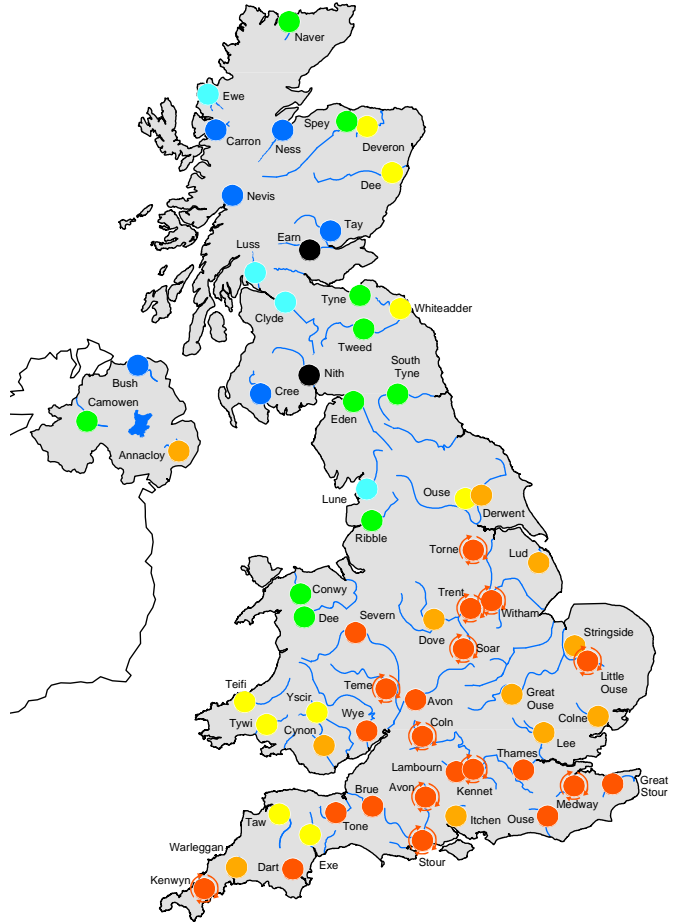 Naver
Ewe
Spey
Carron
Ness
Deveron
Dee
Nevis
Tay
Earn
Luss
Tyne
Whiteadder
Clyde
Tweed
South
Tyne
Nith
Bush
Cree
Camowen
Eden
Annacloy
Ouse
Lune
Derwent
Ribble
Torne
Lud
Conwy
Trent
Dee
Severn
Witham
Dove
Stringside
Soar
Little
Ouse
Teifi
Yscir
Teme
Avon
Great
Ouse
Colne
Tywi
Cynon
Wye
Coln
Lee
Thames
Lambourn
Kennet
Great
Stour
Brue
Avon
Medway
Taw
Tone
Itchen
Ouse
Warleggan
Exe
Stour
Dart
Kenwyn